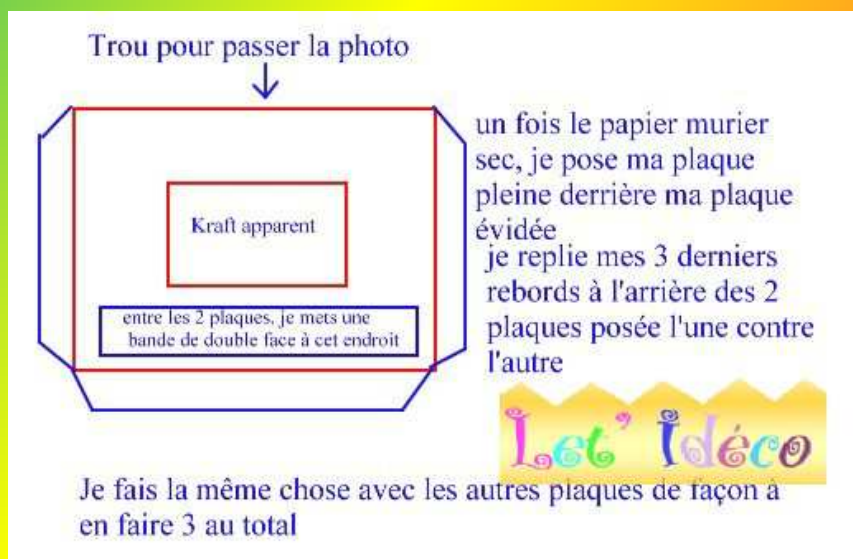 Trou pour passer la photo
un fois le papier murier
sec, je pose ma plaque
pleine derrière ma plaque
évidée
je replie mes 3 derniers
rebords à l'arrière des 2
plaques posée l'une contre
l'autre
Kraft apparent
entre les 2 plaques, je mets une
bande de double face à cet endroit
Let' Idéco
Je fais la même chose avec les autres plaques de façon à
en faire 3 au total